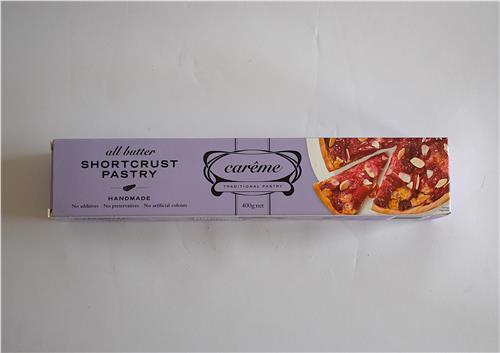 all butter
SHORTCRUST
PASTRY
HANDMADE
No additives · No preservatives · No artificial colours
carême
TRADITIONAL PASTRY
400g net